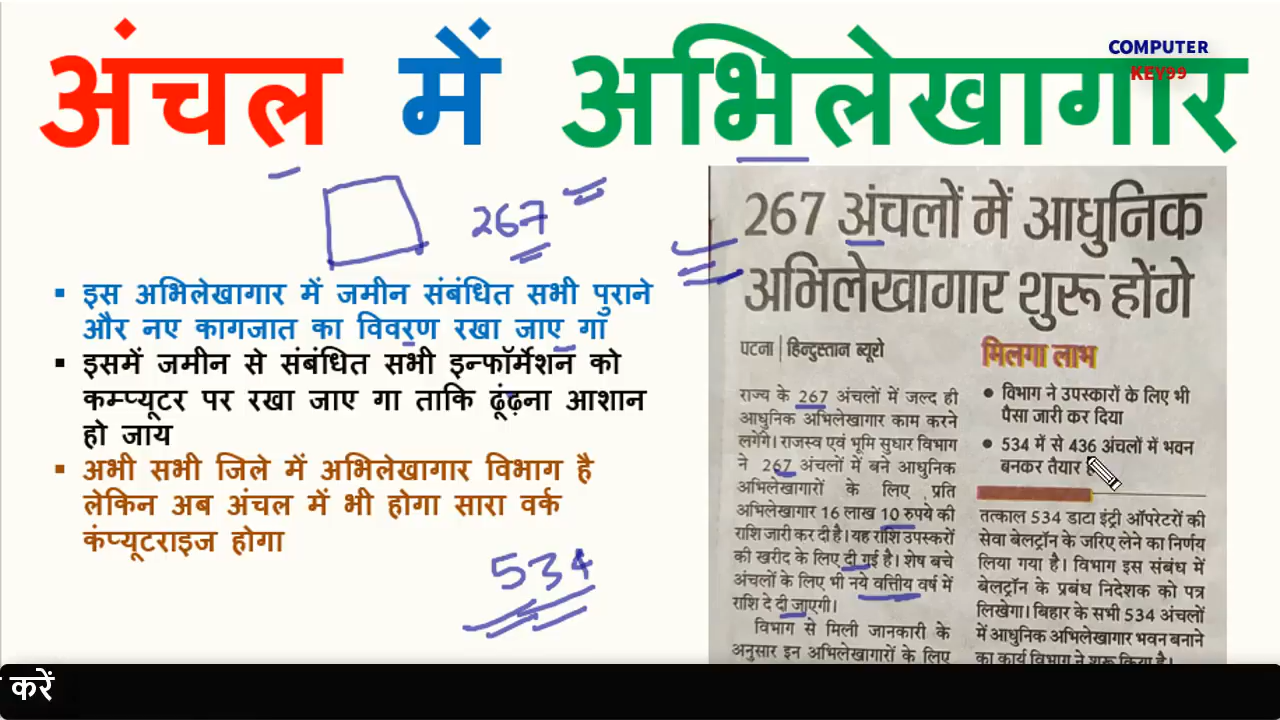 अंचल में अभिलेखागार
COMPUTER
KEY99
267
इस अभिलेखागार में जमीन संबंधित सभी पुराने
और नए कागजात का विवरण रखा जाए गा
इसमें जमीन से संबंधित सभी इन्फॉर्मेशन को
कम्प्यूटर पर रखा जाए गा ताकि ढूंढ़ना आशान
हो जाय
अभी सभी जिले में अभिलेखागार विभाग है
लेकिन अब अंचल में भी होगा सारा वर्क
कंप्यूटराइज होगा
534
267 अंचलों में आधुनिक
अभिलेखागार शुरू होंगे
पटना | हिन्दुस्तान ब्यूरो
राज्य के 267 अंचलों में जल्द ही
आधुनिक अभिलेखागार काम करने
लगेंगे। राजस्व एवं भूमि सुधार विभाग
ने 267 अंचलों में बने आधुनिक
अभिलेखागारों के लिए प्रति
अभिलेखागार 16 लाख 10 रुपये की
राशि जारी कर दी है। यह राशि उपस्करों
की खरीद के लिए दी गई है। शेष बचे
अंचलों के लिए भी नये वत्तिीय वर्ष में
राशि दे दी जाएगी।
विभाग से मिली जानकारी के
अनुसार इन अभिलेखागारों के लिए
मिलगा लाभ
विभाग ने उपस्कारों के लिए भी
पैसा जारी कर दिया
534 में से 436 अंचलों में भवन
बनकर तैयार
तत्काल 534 डाटा इंट्री ऑपरेटरों की
सेवा बेलट्रॉन के जरिए लेने का निर्णय
लिया गया है। विभाग इस संबंध में
बेलट्रॉन के प्रबंध निदेशक को पत्र
लिखेगा। बिहार के सभी 534 अंचलों
में आधुनिक अभिलेखागार भवन बनाने
का कार्य विभाग ने शुरू किया है।
करें